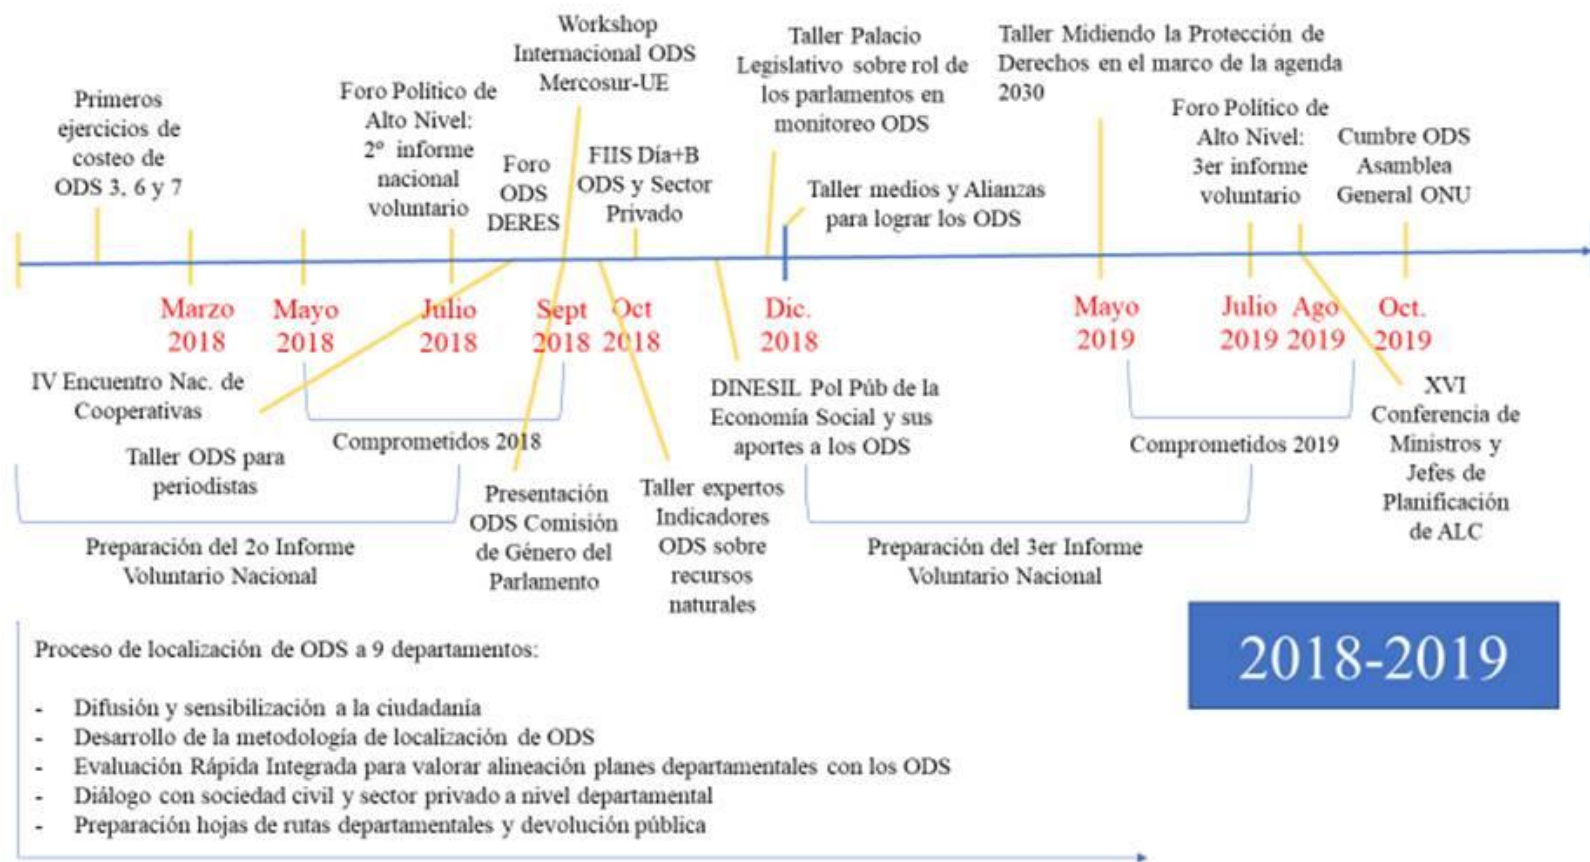 Primeros
ejercicios de
costeo de
ODS 3, 6 y 7
Foro Político de
Alto Nivel:
2º informe
nacional
voluntario
Foro
ODS
DERES
Workshop
Internacional ODS
Mercosur-UE
FIIS Día+B
ODS y Sector
Privado
Taller Palacio
Legislativo sobre rol de
los parlamentos en
monitoreo ODS
Taller medios y Alianzas
para lograr los ODS
Taller Midiendo la Protección de
Derechos en el marco de la agenda
2030
Foro Político de
Alto Nivel:
3er informe
voluntario
Cumbre ODS
Asamblea
General ONU
Marzo
2018
Mayo
2018
Julio
2018
Sept
2018
Oct
2018
Dic.
2018
Mayo
2019
Julio
2019
Ago
2019
Oct.
2019
IV Encuentro Nac. de
Cooperativas
Taller ODS para
periodistas
Comprometidos 2018
Preparación del 2o Informe
Voluntario Nacional
Presentación
ODS Comisión
de Género del
Parlamento
Taller expertos
Indicadores
ODS sobre
recursos
naturales
DINESIL Pol Púb de la
Economía Social y sus
aportes a los ODS
Preparación del 3er Informe
Voluntario Nacional
Comprometidos 2019
XVI
Conferencia de
Ministros y
Jefes de
Planificación
de ALC
2018-2019
Proceso de localización de ODS a 9 departamentos:
- Difusión y sensibilización a la ciudadanía
- Desarrollo de la metodología de localización de ODS
- Evaluación Rápida Integrada para valorar alineación planes departamentales con los ODS
- Diálogo con sociedad civil y sector privado a nivel departamental
- Preparación hojas de rutas departamentales y devolución pública